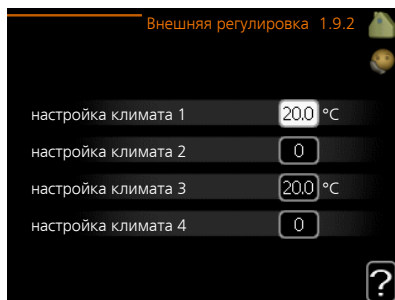 Внешняя регулировка 1.9.2
настройка климата 1 20.0 °C
настройка климата 2 0
настройка климата 3 20.0 °C
настройка климата 4 0
?